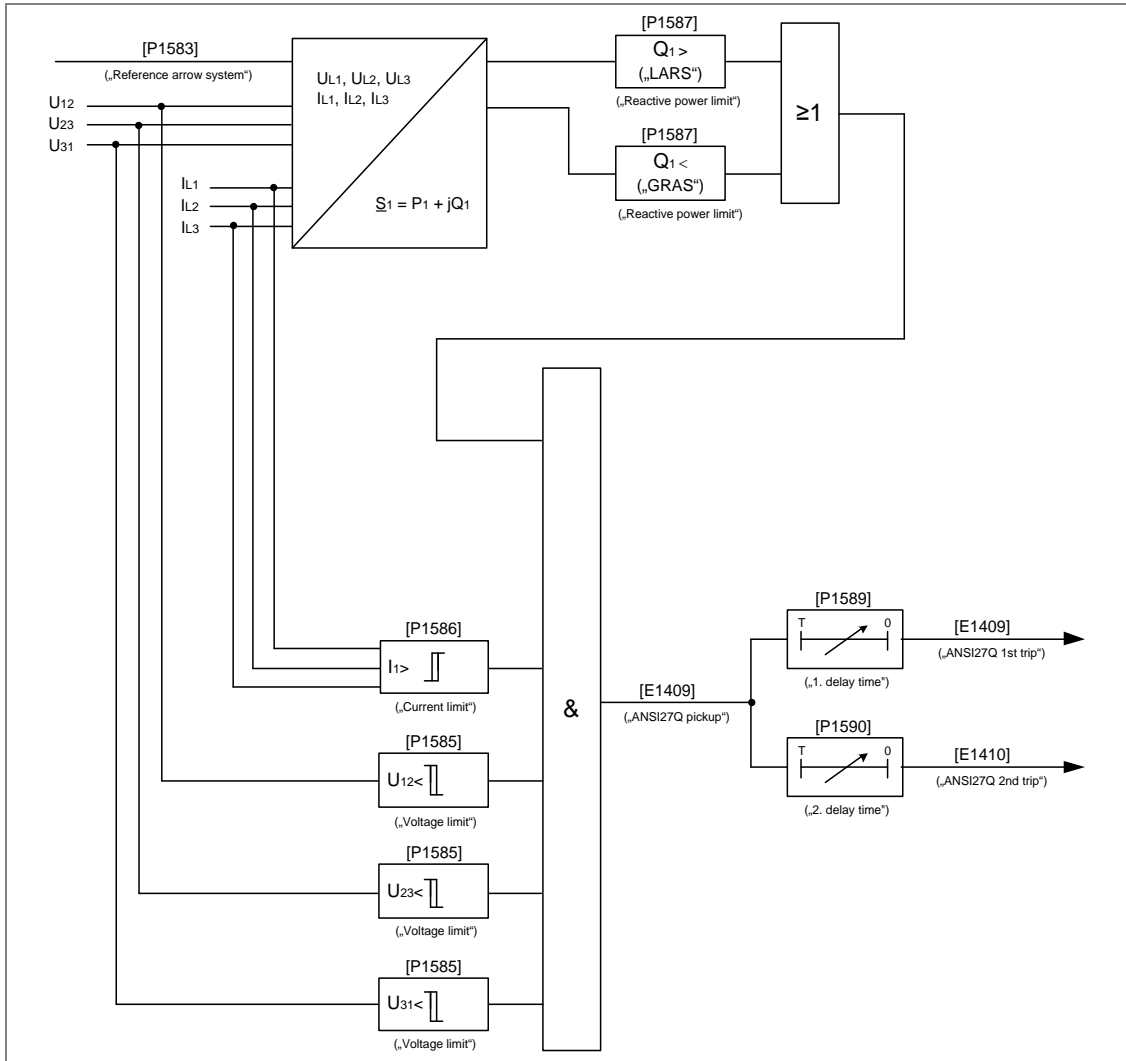 [P1583]
(„Reference arrow system“)
U12
U23
U31
IL1
IL2
IL3
UL1, UL2, UL3
IL1, IL2, IL3
S1 = P1 + jQ1
[P1587]
Q1 >
(„LARS“)
(„Reactive power limit“)
[P1587]
Q1 <
(„GRAS“)
(„Reactive power limit“)
≥1
[P1586]
I1>
(„Current limit“)
[P1585]
U12<
(„Voltage limit“)
[P1585]
U23<
(„Voltage limit“)
[P1585]
U31<
(„Voltage limit“)
&
[E1409]
(„ANSI27Q pickup“)
[P1589]
T 0
(„1. delay time”)
[E1409]
(„ANSI27Q 1st trip“)
[P1590]
T 0
(„2. delay time”)
[E1410]
(„ANSI27Q 2nd trip“)